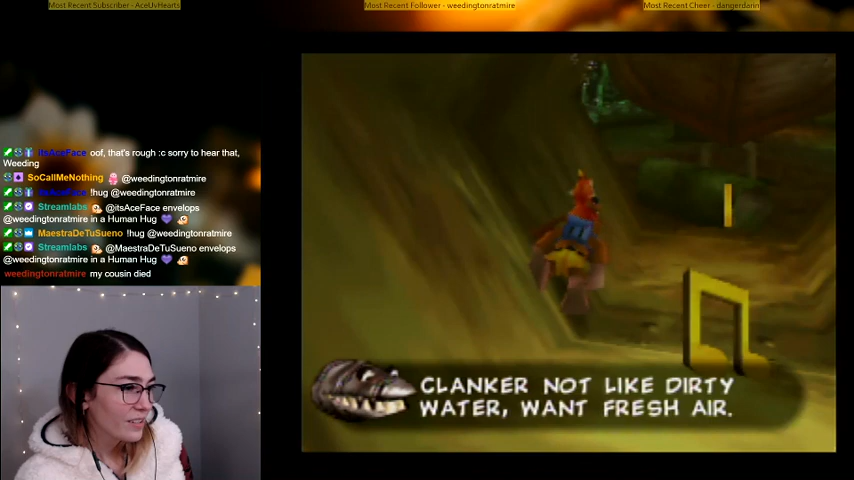 Most Recent Subscriber - AceUvHearts
Most Recent Follower - weedingtonratmire
Most Recent Cheer - dangerdarin
itsAceFace oof, that's rough :c sorry to hear that,
Weeding
SoCallMeNothing @weedingtonratmire
itsAceFace !hug @weedingtonratmire
Streamlabs @itsAceFace envelops
@weedingtonratmire in a Human Hug
MaestraDeTuSueno !hug @weedingtonratmire
Streamlabs @MaestraDeTuSueno envelops
@weedingtonratmire in a Human Hug
weedingtonratmire my cousin died
CLANKER NOT LIKE DIRTY
WATER, WANT FRESH AIR.